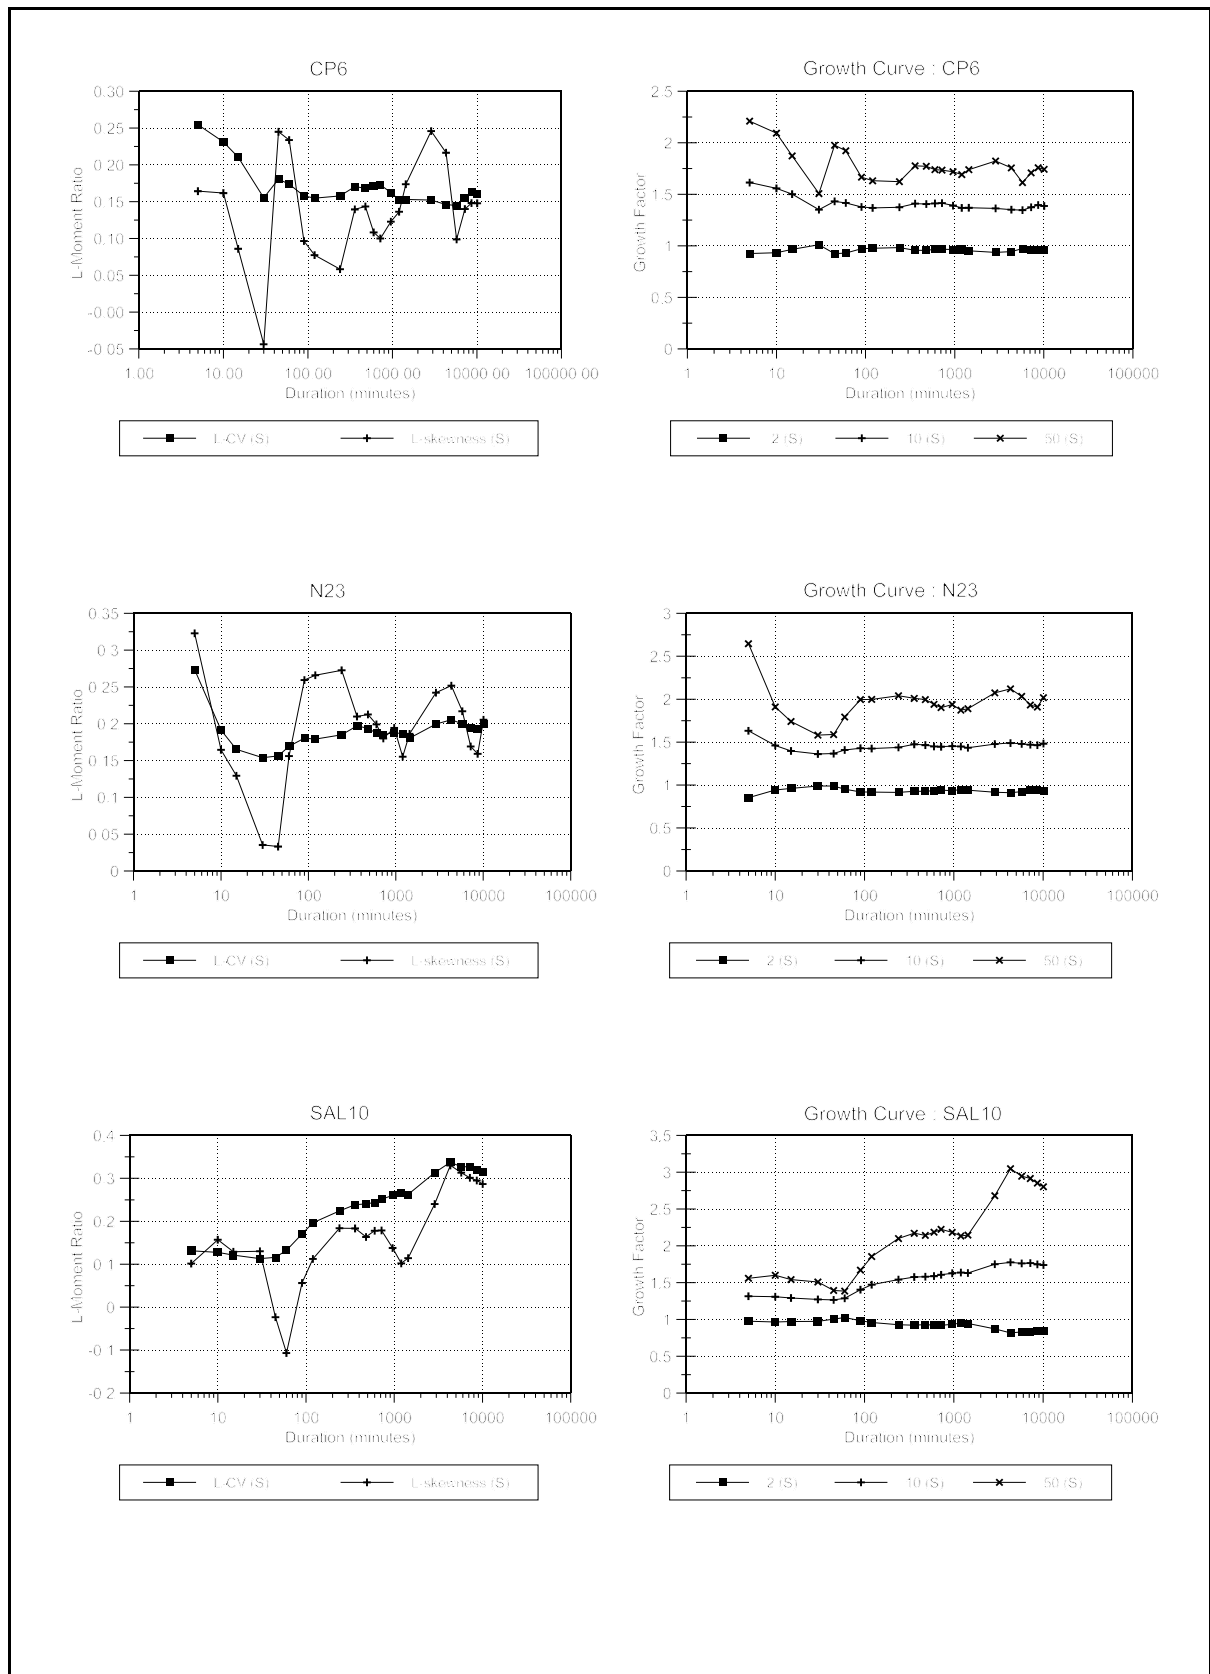 CP6
0.30
0.25
0.20
0.15
0.10
0.05
-0.00
-0.05
L-Moment Ratio
1.00 10.00 100.00 1000.00 10000.00 100000.00
Duration (minutes)
L-CV (S) L-skewness (S)
Growth Curve : CP6
2.5
2
1.5
1
0.5
0
Growth Factor
1 10 100 1000 10000 100000
Duration (minutes)
2 (S) 10 (S) 50 (S)
N23
0.35
0.3
0.25
0.2
0.15
0.1
0.05
0
L-Moment Ratio
1 10 100 1000 10000 100000
Duration (minutes)
L-CV (S) L-skewness (S)
Growth Curve : N23
3
2.5
2
1.5
1
0.5
0
Growth Factor
1 10 100 1000 10000 100000
Duration (minutes)
2 (S) 10 (S) 50 (S)
SAL10
0.4
0.3
0.2
0.1
0
-0.1
-0.2
L-Moment Ratio
1 10 100 1000 10000 100000
Duration (minutes)
L-CV (S) L-skewness (S)
Growth Curve : SAL10
3.5
3
2.5
2
1.5
1
0.5
0
Growth Factor
1 10 100 1000 10000 100000
Duration (minutes)
2 (S) 10 (S) 50 (S)